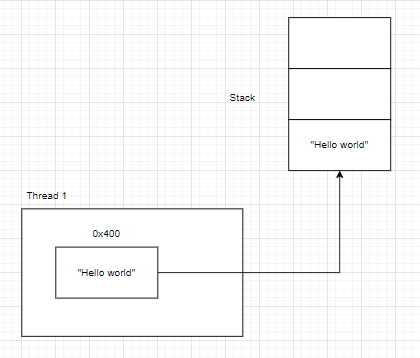 Stack
"Hello world"
Thread 1
0x400
"Hello world"